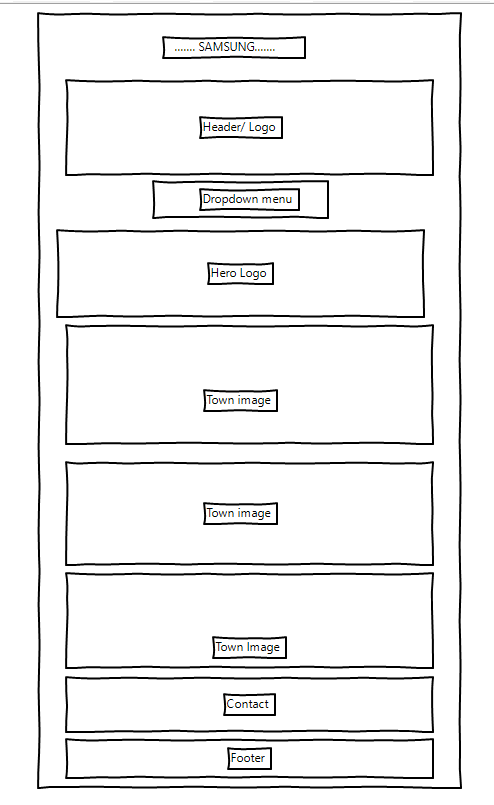 ....... SAMSUNG.......
Header/ Logo
Dropdown menu
Hero Logo
Town image
Town image
Town Image
Contact
Footer